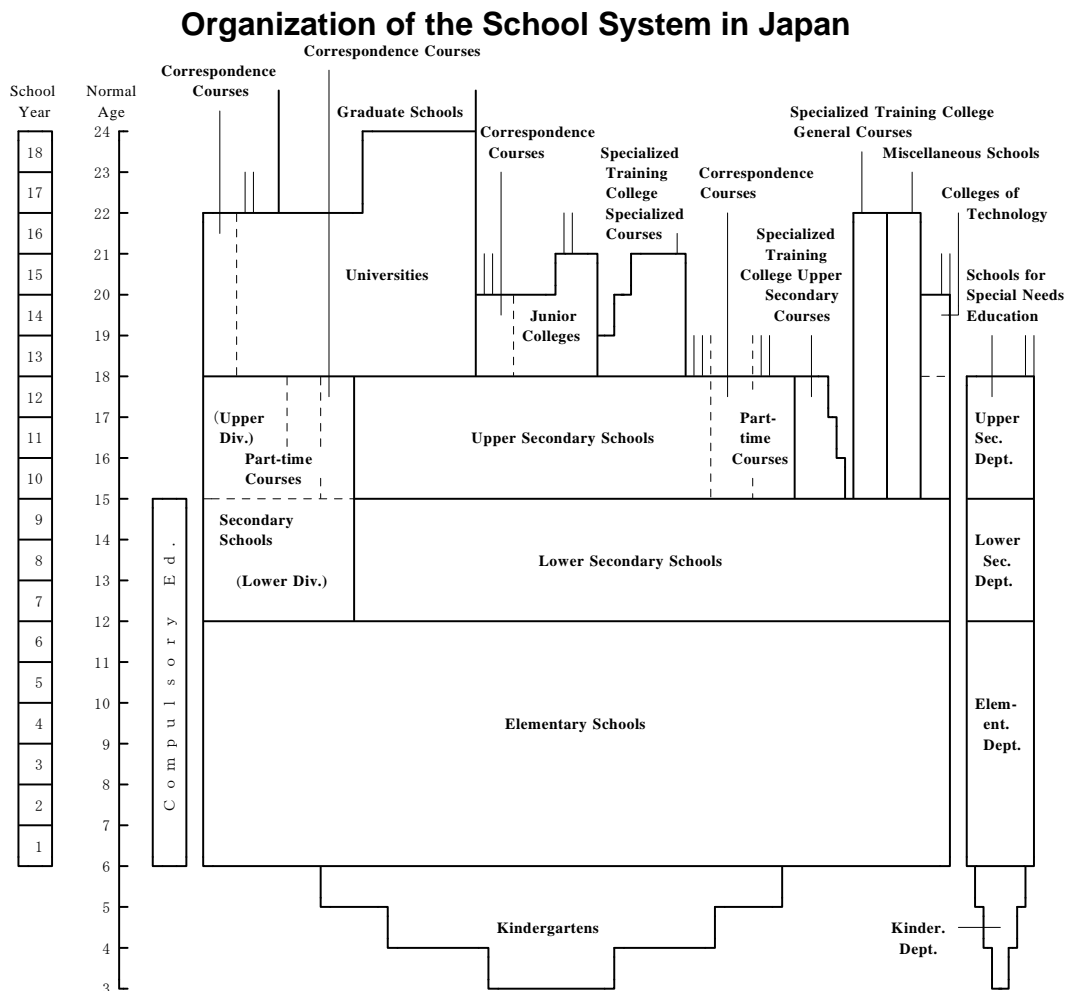 Organization of the School System in Japan
Correspondence Courses
Correspondence
Courses
School
Year
Normal
Age
Graduate Schools
Specialized Training College
General Courses
Correspondence
Courses
Specialized
Training
College
Specialized
Courses
Miscellaneous Schools
Correspondence
Courses
Colleges of
Technology
Specialized
Training
College Upper
Secondary
Courses
Universities
Schools for
Special Needs
Education
Junior
Colleges
24
18
23
17
22
16
21
15
20
14
19
13
18
12
17
11
16
10
15
9
14
8
13
7
12
6
11
5
10
4
9
3
8
2
7
1
6
5
4
3
(Upper
Div.)
Part-time
Courses
Upper Secondary Schools
Part-
time
Courses
Upper
Sec.
Dept.
Compulsory Ed.
Secondary
Schools
(Lower Div.)
Lower Secondary Schools
Lower
Sec.
Dept.
Elementary Schools
Elem-
ent.
Dept.
Kindergartens
Kinder.
Dept.